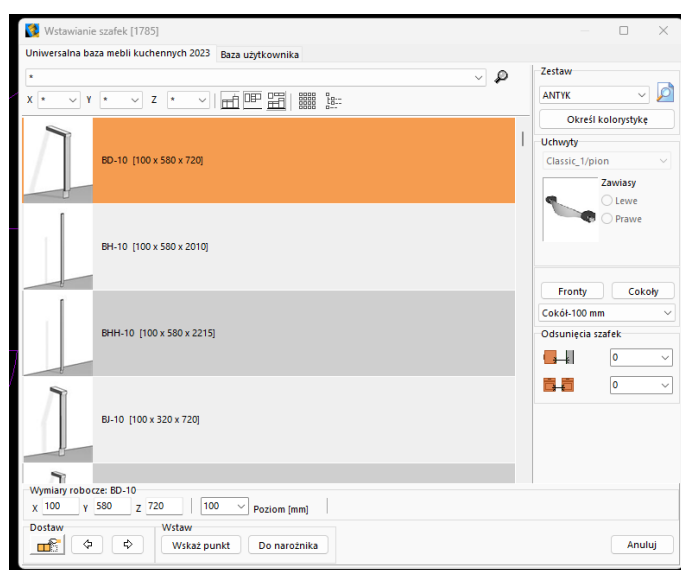 Wstawianie szafek [1785]
Uniwersalna baza mebli kuchennych 2023 Baza użytkownika
*
X * Y * Z *
BD-10 [100 x 580 x 720]
BH-10 [100 x 580 x 2010]
BHH-10 [100 x 580 x 2215]
BJ-10 [100 x 320 x 720]
Zestaw
ANTYK
Określ kolorystykę
Uchwyty
Classic_1/pion
Zawiasy
Lewe
Prawe
Fronty Cokoły
Cokół-100 mm
Odsunięcia szafek
0
0
Wymiary robocze: BD-10
X 100 Y 580 Z 720 100 Poziom [mm]
Dostaw Wstaw
Wskaż punkt Do narożnika Anuluj